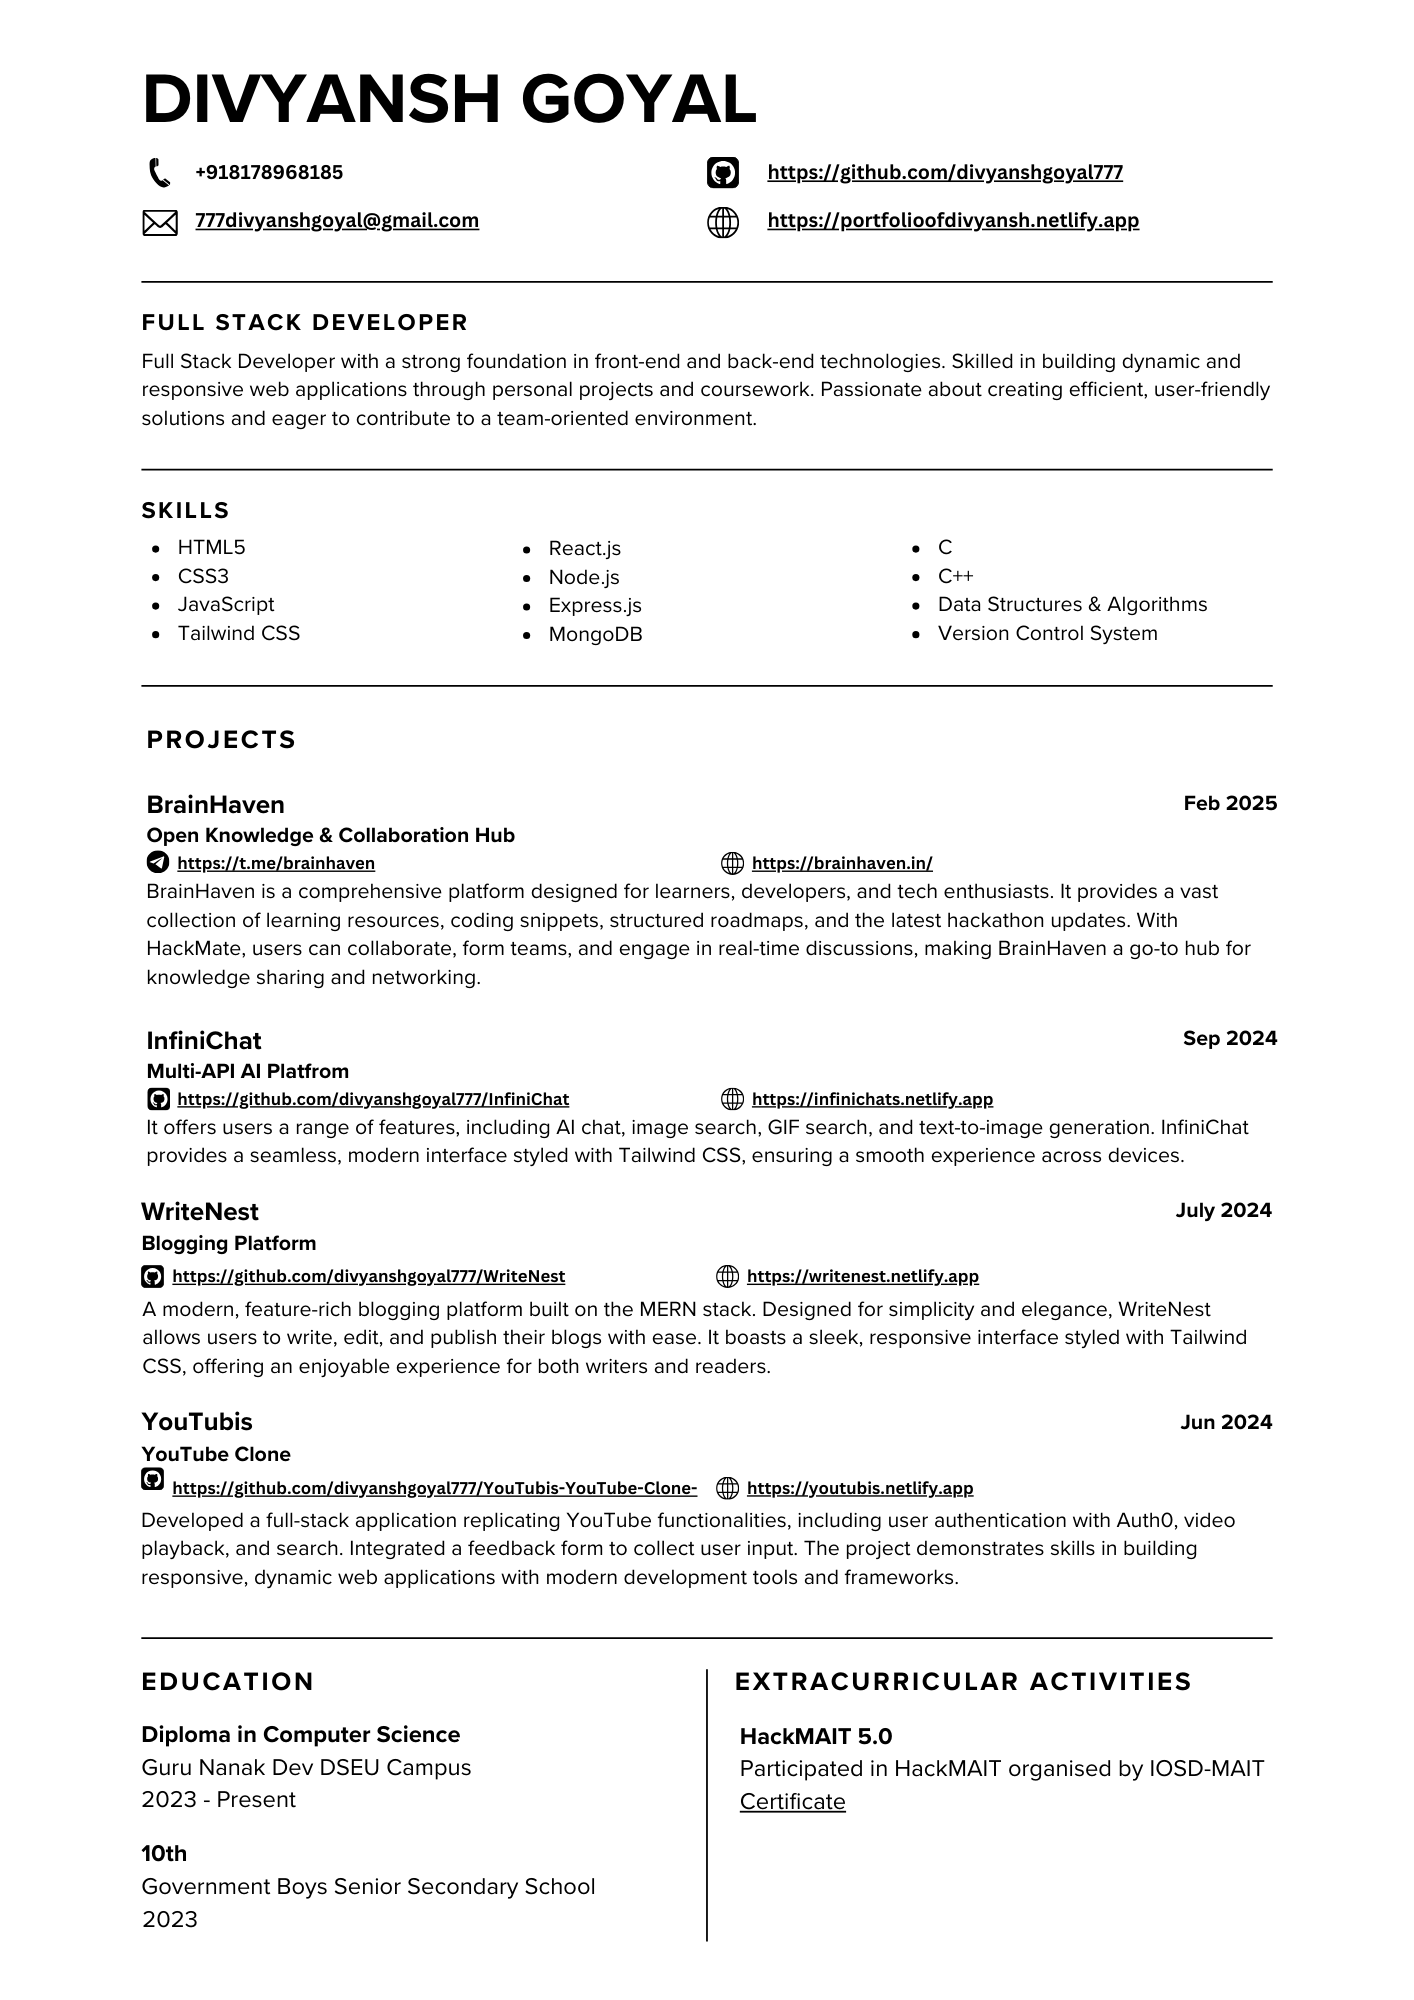 DIVYANSH GOYAL
+918178968185
https://github.com/divyanshgoyal777
777divyanshgoyal@gmail.com
https://portfolioofdivyansh.netlify.app
FULL STACK DEVELOPER
Full Stack Developer with a strong foundation in front-end and back-end technologies. Skilled in building dynamic and
responsive web applications through personal projects and coursework. Passionate about creating efficient, user-friendly
solutions and eager to contribute to a team-oriented environment.
SKILLS
• HTML5
• CSS3
• JavaScript
• Tailwind CSS
• React.js
• Node.js
• Express.js
• MongoDB
• C
• C++
• Data Structures & Algorithms
• Version Control System
PROJECTS
BrainHaven
Feb 2025
Open Knowledge & Collaboration Hub
https://t.me/brainhaven
https://brainhaven.in/
BrainHaven is a comprehensive platform designed for learners, developers, and tech enthusiasts. It provides a vast
collection of learning resources, coding snippets, structured roadmaps, and the latest hackathon updates. With
HackMate, users can collaborate, form teams, and engage in real-time discussions, making BrainHaven a go-to hub for
knowledge sharing and networking.
InfiniChat
Sep 2024
Multi-API AI Platfrom
https://github.com/divyanshgoyal777/InfiniChat
https://infinichats.netlify.app
It offers users a range of features, including AI chat, image search, GIF search, and text-to-image generation. InfiniChat
provides a seamless, modern interface styled with Tailwind CSS, ensuring a smooth experience across devices.
WriteNest
July 2024
Blogging Platform
https://github.com/divyanshgoyal777/WriteNest
https://writenest.netlify.app
A modern, feature-rich blogging platform built on the MERN stack. Designed for simplicity and elegance, WriteNest
allows users to write, edit, and publish their blogs with ease. It boasts a sleek, responsive interface styled with Tailwind
CSS, offering an enjoyable experience for both writers and readers.
YouTubis
Jun 2024
YouTube Clone
https://github.com/divyanshgoyal777/YouTubis-YouTube-Clone-
https://youtubis.netlify.app
Developed a full-stack application replicating YouTube functionalities, including user authentication with Auth0, video
playback, and search. Integrated a feedback form to collect user input. The project demonstrates skills in building
responsive, dynamic web applications with modern development tools and frameworks.
EDUCATION
Diploma in Computer Science
Guru Nanak Dev DSEU Campus
2023 - Present
10th
Government Boys Senior Secondary School
2023
EXTRACURRICULAR ACTIVITIES
HackMAIT 5.0
Participated in HackMAIT organised by IOSD-MAIT
Certificate